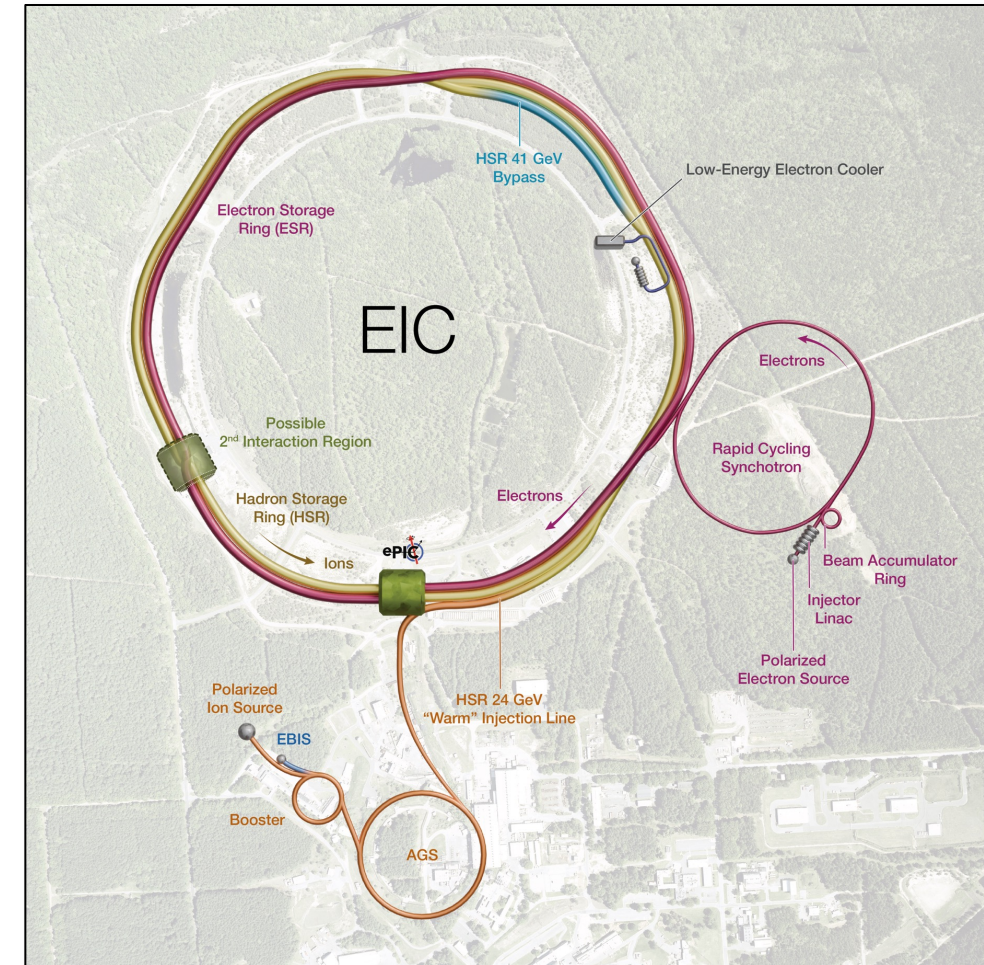 HSR 41 GeV
Bypass
Low-Energy Electron Cooler
Electron Storage
Ring (ESR)
EIC
Electrons
Possible
2nd Interaction Region
Rapid Cycling
Synchotron
Hadron Storage
Ring (HSR)
Electrons
ePIC
Ions
Beam Accumulator
Ring
Injector
Linac
Polarized
Electron Source
Polarized
Ion Source
HSR 24 GeV
“Warm” Injection Line
EBIS
Booster
AGS